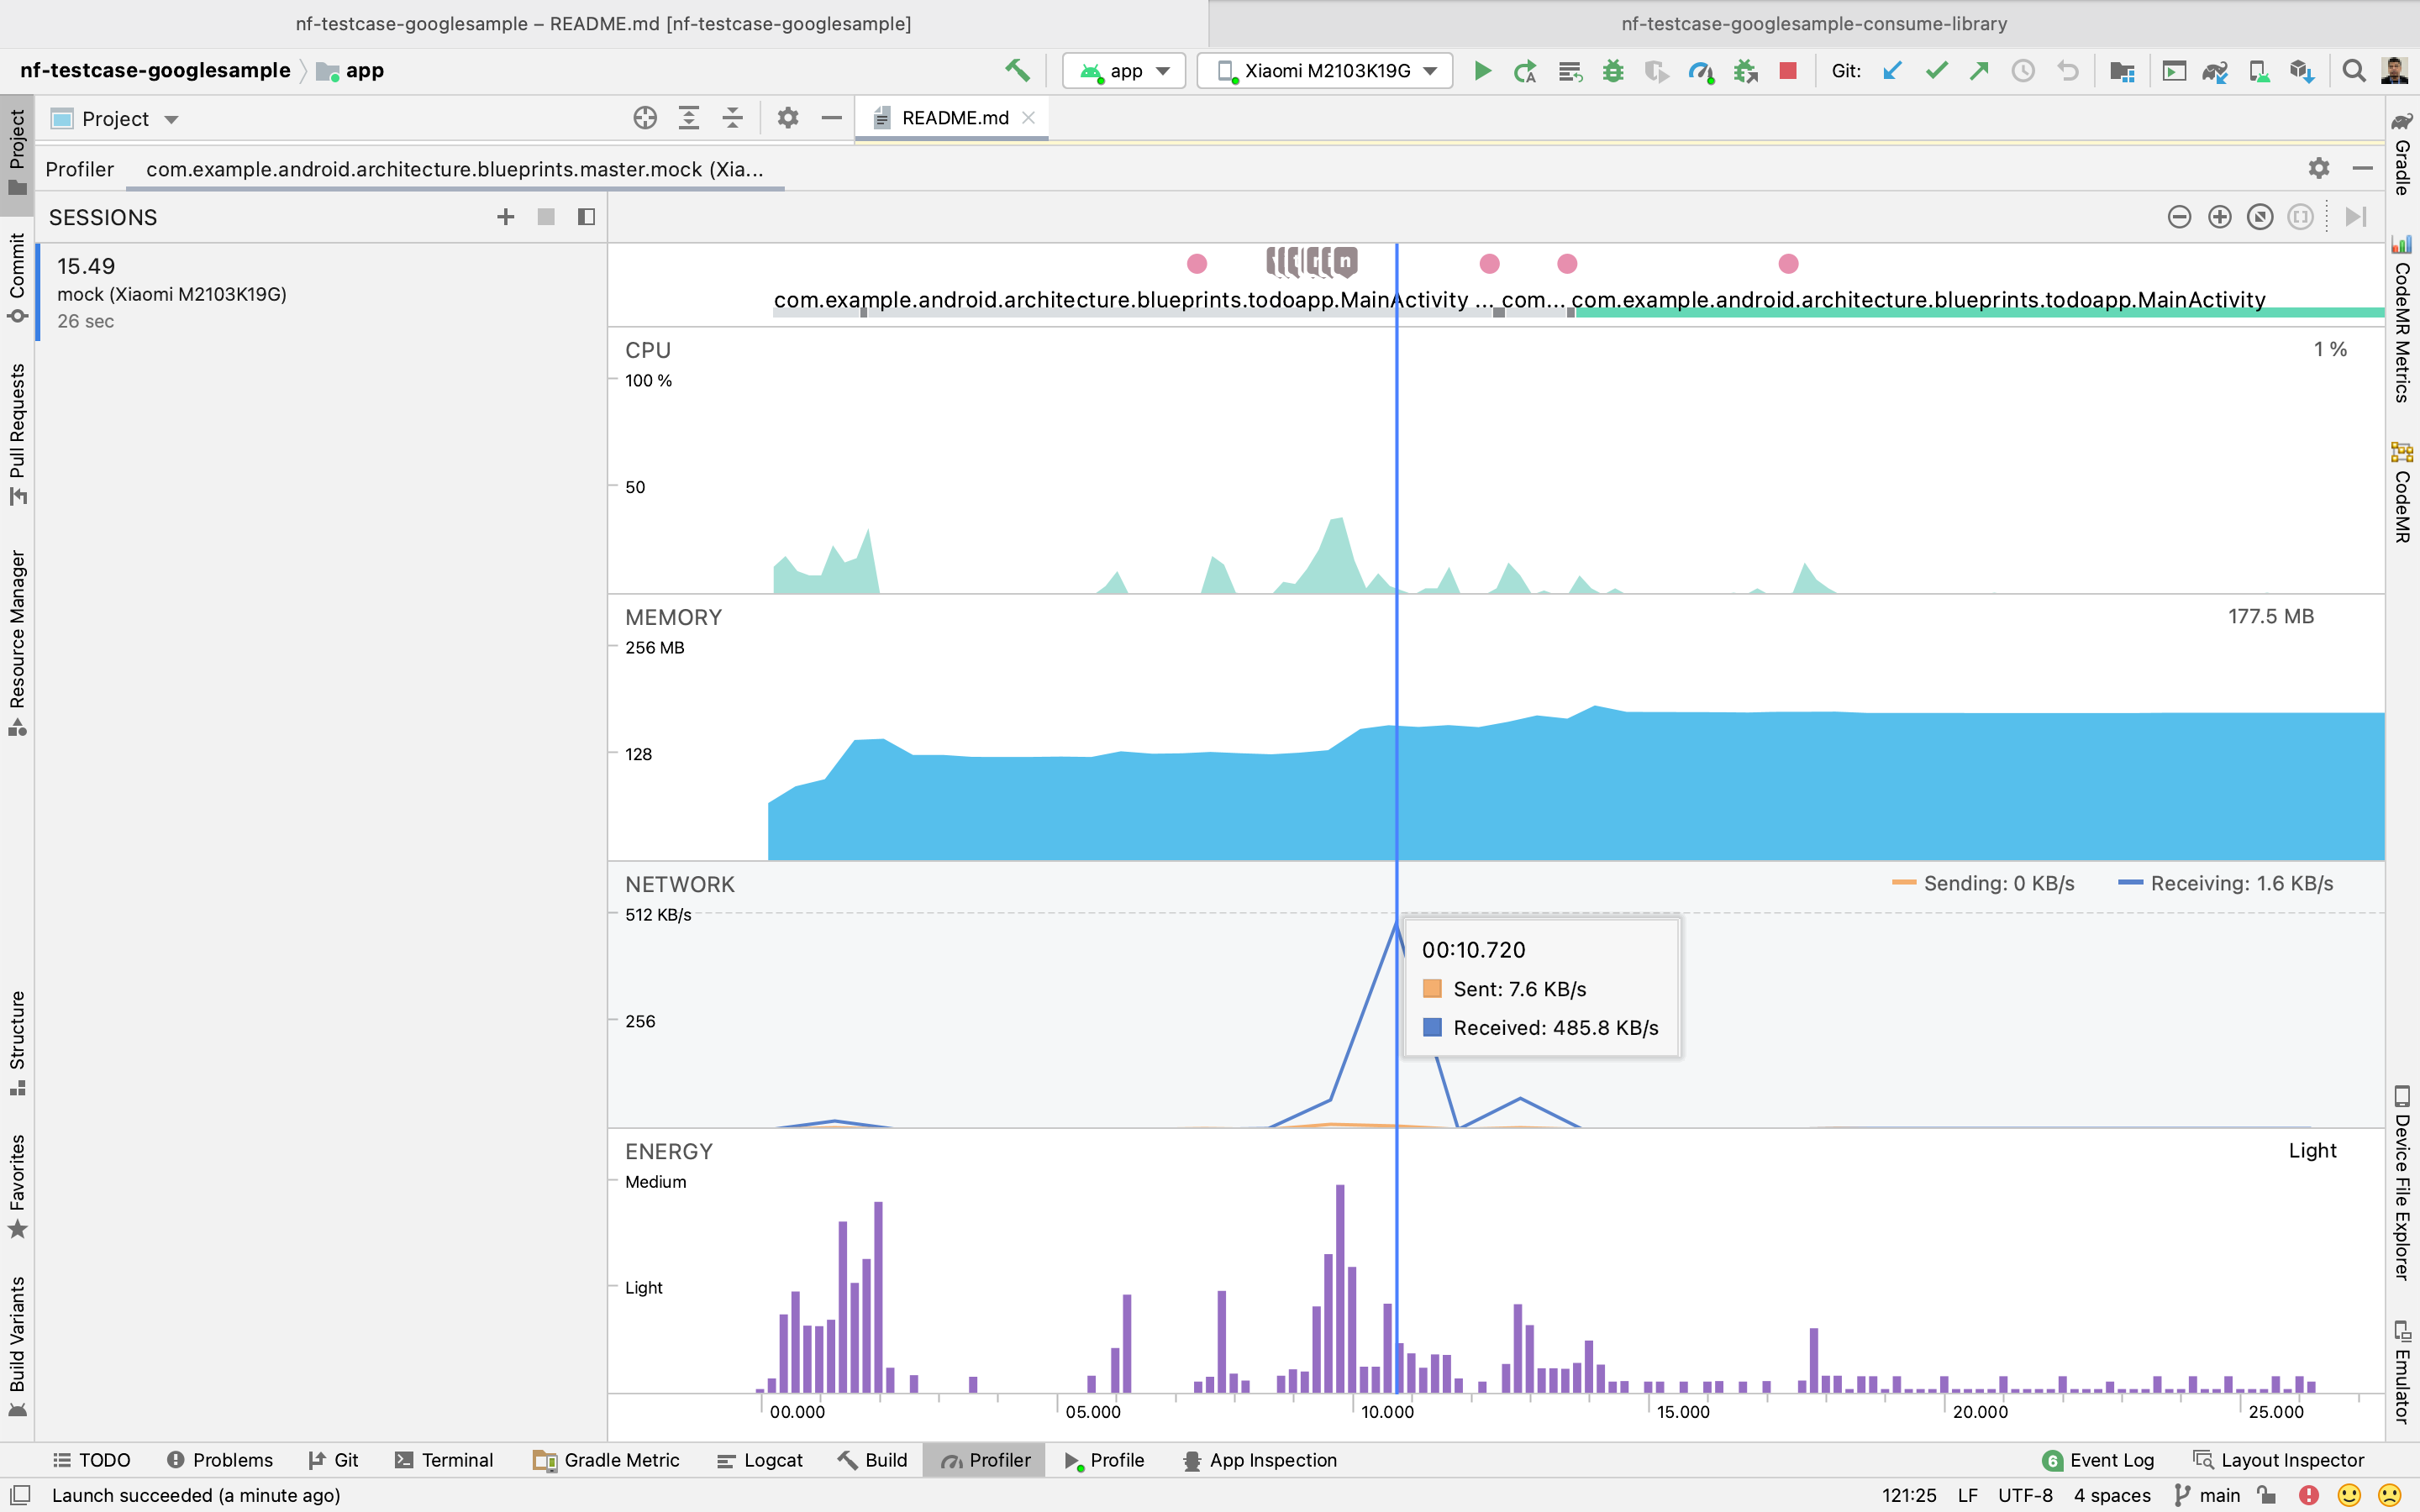 nf-testcase-googlesample – README.md [nf-testcase-googlesample]
nf-testcase-googlesample-consume-library
nf-testcase-googlesample app
app
Xiaomi M2103K19G
Git:
Project
README.md
Profiler
com.example.android.architecture.blueprints.master.mock (Xia...
SESSIONS
15.49
mock (Xiaomi M2103K19G)
26 sec
com.example.android.architecture.blueprints.todoapp.MainActivity ... com... com.example.android.architecture.blueprints.todoapp.MainActivity
CPU
1 %
100 %
50
MEMORY
177.5 MB
256 MB
128
NETWORK
Sending: 0 KB/s
Receiving: 1.6 KB/s
512 KB/s
256
00:10.720
Sent: 7.6 KB/s
Received: 485.8 KB/s
ENERGY
Light
Medium
Light
00.000 05.000 10.000 15.000 20.000 25.000
Project
Commit
Pull Requests
Resource Manager
Structure
Favorites
Build Variants
Gradle
CodeMR Metrics
CodeMR
Device File Explorer
Emulator
TODO Problems Git Terminal Gradle Metric Logcat Build Profiler Profile App Inspection
6 Event Log Layout Inspector
Launch succeeded (a minute ago)
121:25 LF UTF-8 4 spaces main